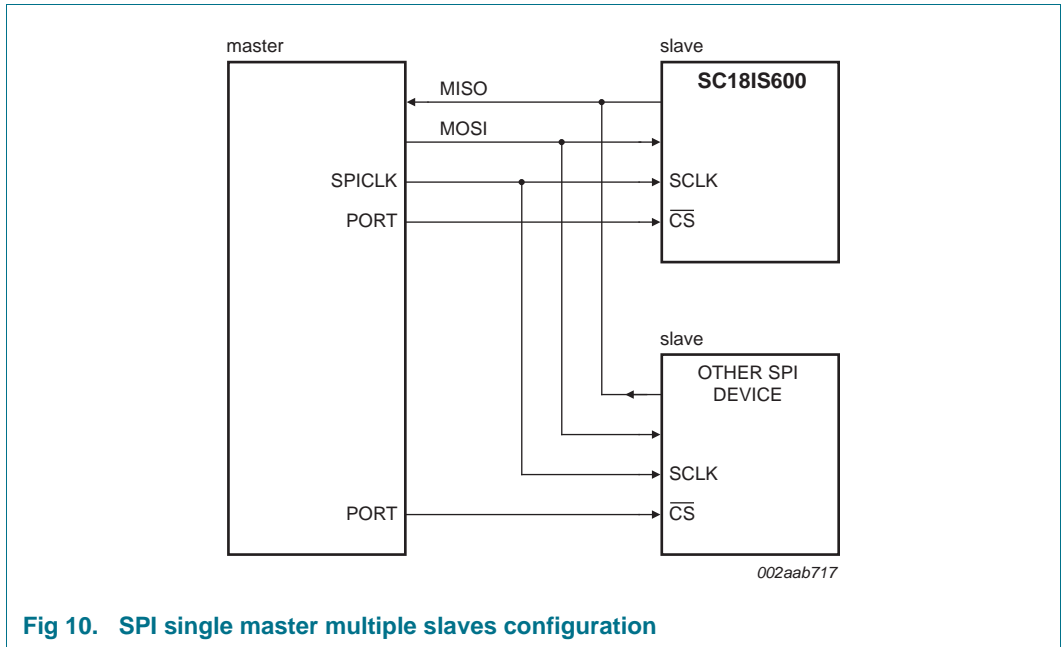 master
slave
SC18IS600
MISO
MOSI
SPICLK
SCLK
PORT
CS
slave
OTHER SPI
DEVICE
SCLK
PORT
CS
002aab717
Fig 10. SPI single master multiple slaves configuration